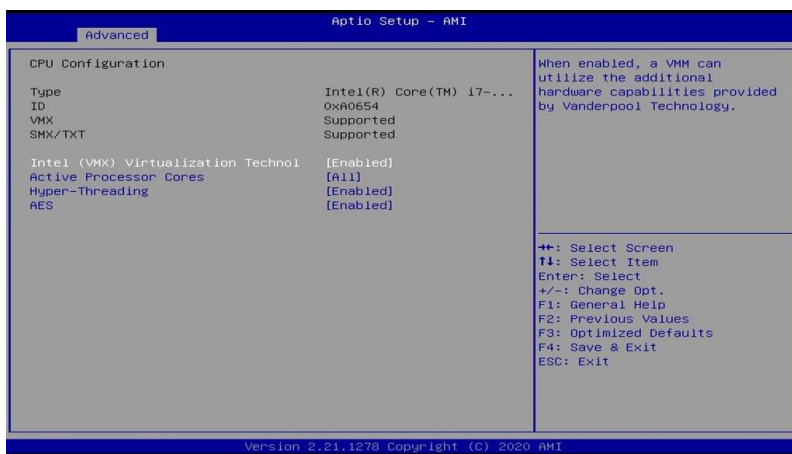 Aptio Setup – AMI
Advanced
CPU Configuration
Type Intel(R) Core(TM) i7-...
ID 0xA0654
VMX Supported
SMX/TXT Supported
Intel (VMX) Virtualization Technol [Enabled]
Active Processor Cores [All]
Hyper-Threading [Enabled]
AES [Enabled]
When enabled, a VMM can
utilize the additional
hardware capabilities provided
by Vanderpool Technology.
→←: Select Screen
↑↓: Select Item
Enter: Select
+/-: Change Opt.
F1: General Help
F2: Previous Values
F3: Optimized Defaults
F4: Save & Exit
ESC: Exit
Version 2.21.1278 Copyright (C) 2020 AMI